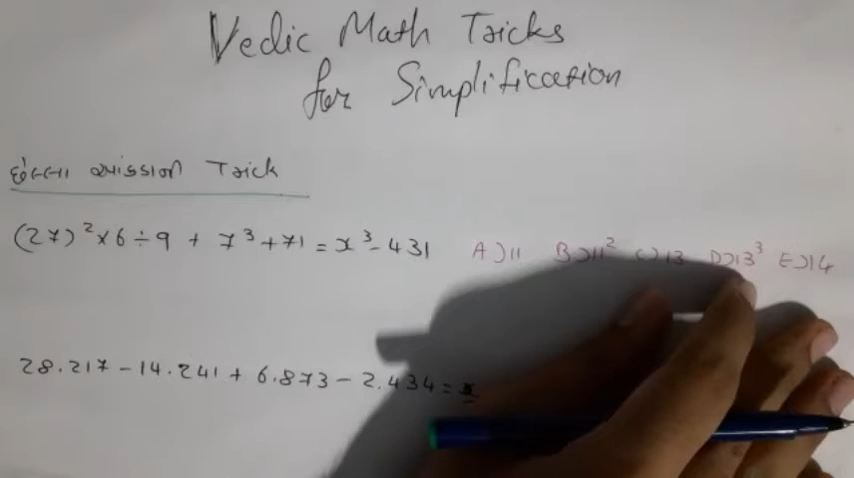 Vedic Math Tricks
for Simplification
Trick
(27)²×6÷9 + 7³+71 = x³-431 A)11 B)11² C)13 D)13³ E)14
28.217-14.241+6.873-2.434=x